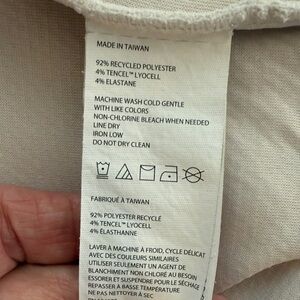 MADE IN TAIWAN
92% RECYCLED POLYESTER
4% TENCEL™ LYOCELL
4% ELASTANE
MACHINE WASH COLD GENTLE
WITH LIKE COLORS
NON-CHLORINE BLEACH WHEN NEEDED
LINE DRY
IRON LOW
DO NOT DRY CLEAN
FABRIQUÉ À TAIWAN
92% POLYESTER RECYCLÉ
4% TENCEL™ LYOCELL
4% ÉLASTHANNE
LAVER À MACHINE À FROID, CYCLE DÉLICAT
AVEC DES COULEURS SIMILAIRES
UTILISER SEULEMENT UN AGENT DE
BLANCHIMENT NON CHLORÉ AU BESOIN
ÉTENDRE ET SUSPENDRE POUR LE SÉCHAGE
REPASSER À BASSE TEMPÉRATURE
NE PAS NETTOYER À SEC